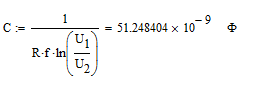 C := 1 / (R·f·ln(U₁/U₂)) = 51.248404 × 10⁻⁹ Ф